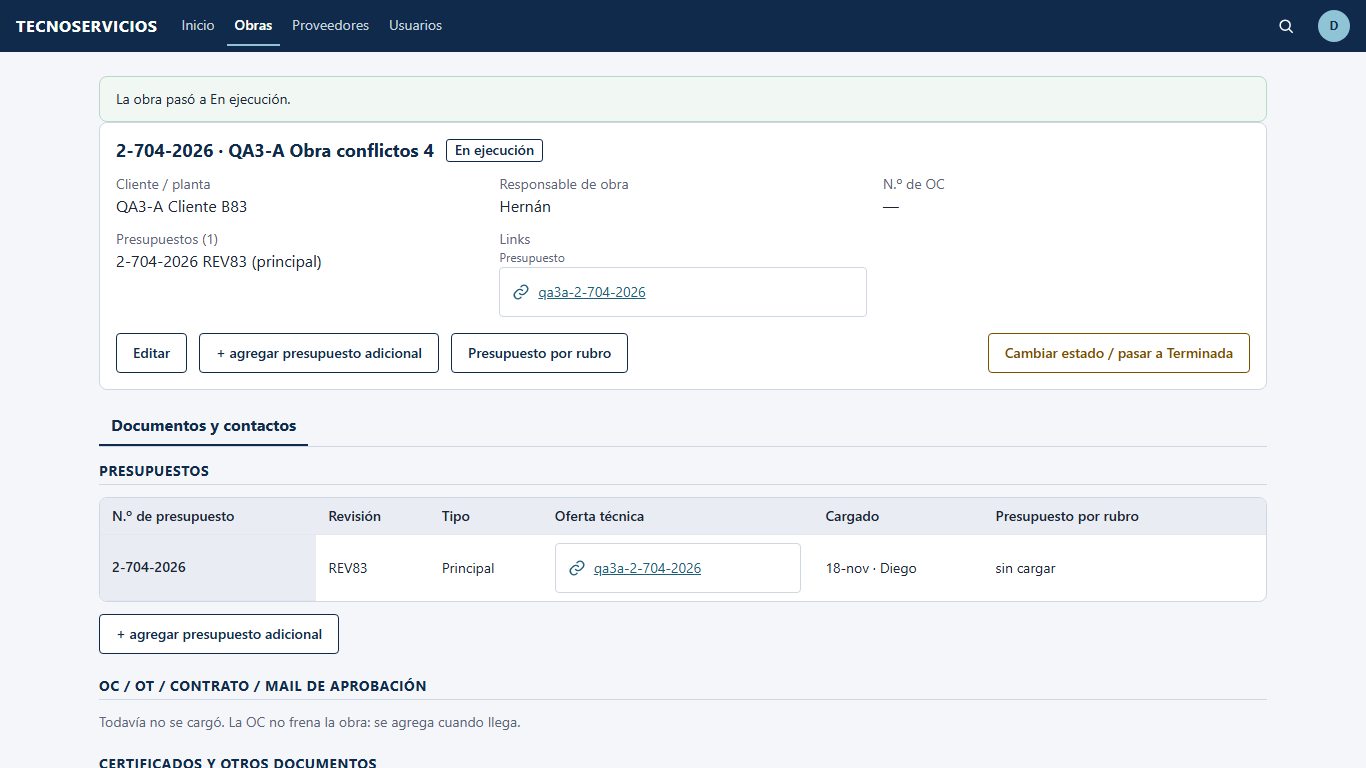 TECNOSERVICIOS Inicio Obras Proveedores Usuarios D
La obra pasó a En ejecución.
2-704-2026 · QA3-A Obra conflictos 4 En ejecución
Cliente / planta Responsable de obra N.º de OC
QA3-A Cliente B83 Hernán —
Presupuestos (1) Links
2-704-2026 REV83 (principal) Presupuesto
qa3a-2-704-2026
Editar + agregar presupuesto adicional Presupuesto por rubro Cambiar estado / pasar a Terminada
Documentos y contactos
PRESUPUESTOS
N.º de presupuesto Revisión Tipo Oferta técnica Cargado Presupuesto por rubro
2-704-2026 REV83 Principal qa3a-2-704-2026 18-nov · Diego sin cargar
+ agregar presupuesto adicional
OC / OT / CONTRATO / MAIL DE APROBACIÓN
Todavía no se cargó. La OC no frena la obra: se agrega cuando llega.
CERTIFICADOS Y OTROS DOCUMENTOS